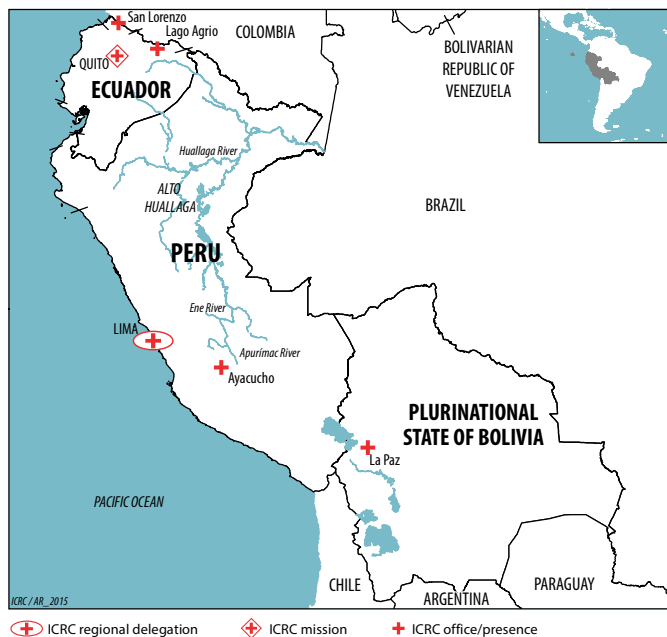 San Lorenzo
Lago Agrio
COLOMBIA
BOLIVARIAN
REPUBLIC OF
VENEZUELA
QUITO
ECUADOR
Huallaga River
ALTO
HUALLAGA
BRAZIL
PERU
Ene River
LIMA
Apurímac River
Ayacucho
PLURINATIONAL
STATE OF BOLIVIA
La Paz
PACIFIC OCEAN
CHILE
PARAGUAY
ARGENTINA
ICRC / AR_2015
ICRC regional delegation
ICRC mission
ICRC office/presence